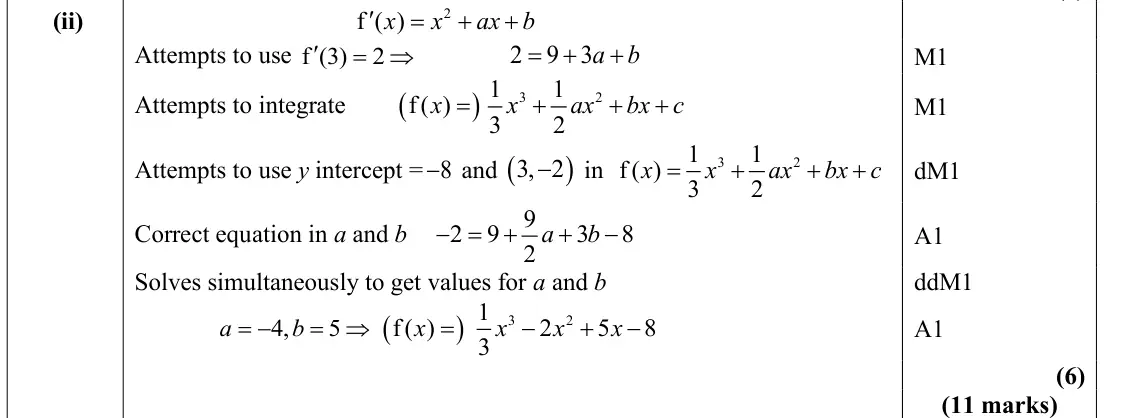 (ii) f′(x) = x² + ax + b
Attempts to use f′(3) = 2 ⇒ 2 = 9 + 3a + b M1
Attempts to integrate (f(x) =) 1/3 x³ + 1/2 ax² + bx + c M1
Attempts to use y intercept = −8 and (3, −2) in f(x) = 1/3 x³ + 1/2 ax² + bx + c dM1
Correct equation in a and b −2 = 9 + 9/2 a + 3b − 8 A1
Solves simultaneously to get values for a and b ddM1
a = −4, b = 5 ⇒ (f(x) =) 1/3 x³ − 2x² + 5x − 8 A1
(6)
(11 marks)